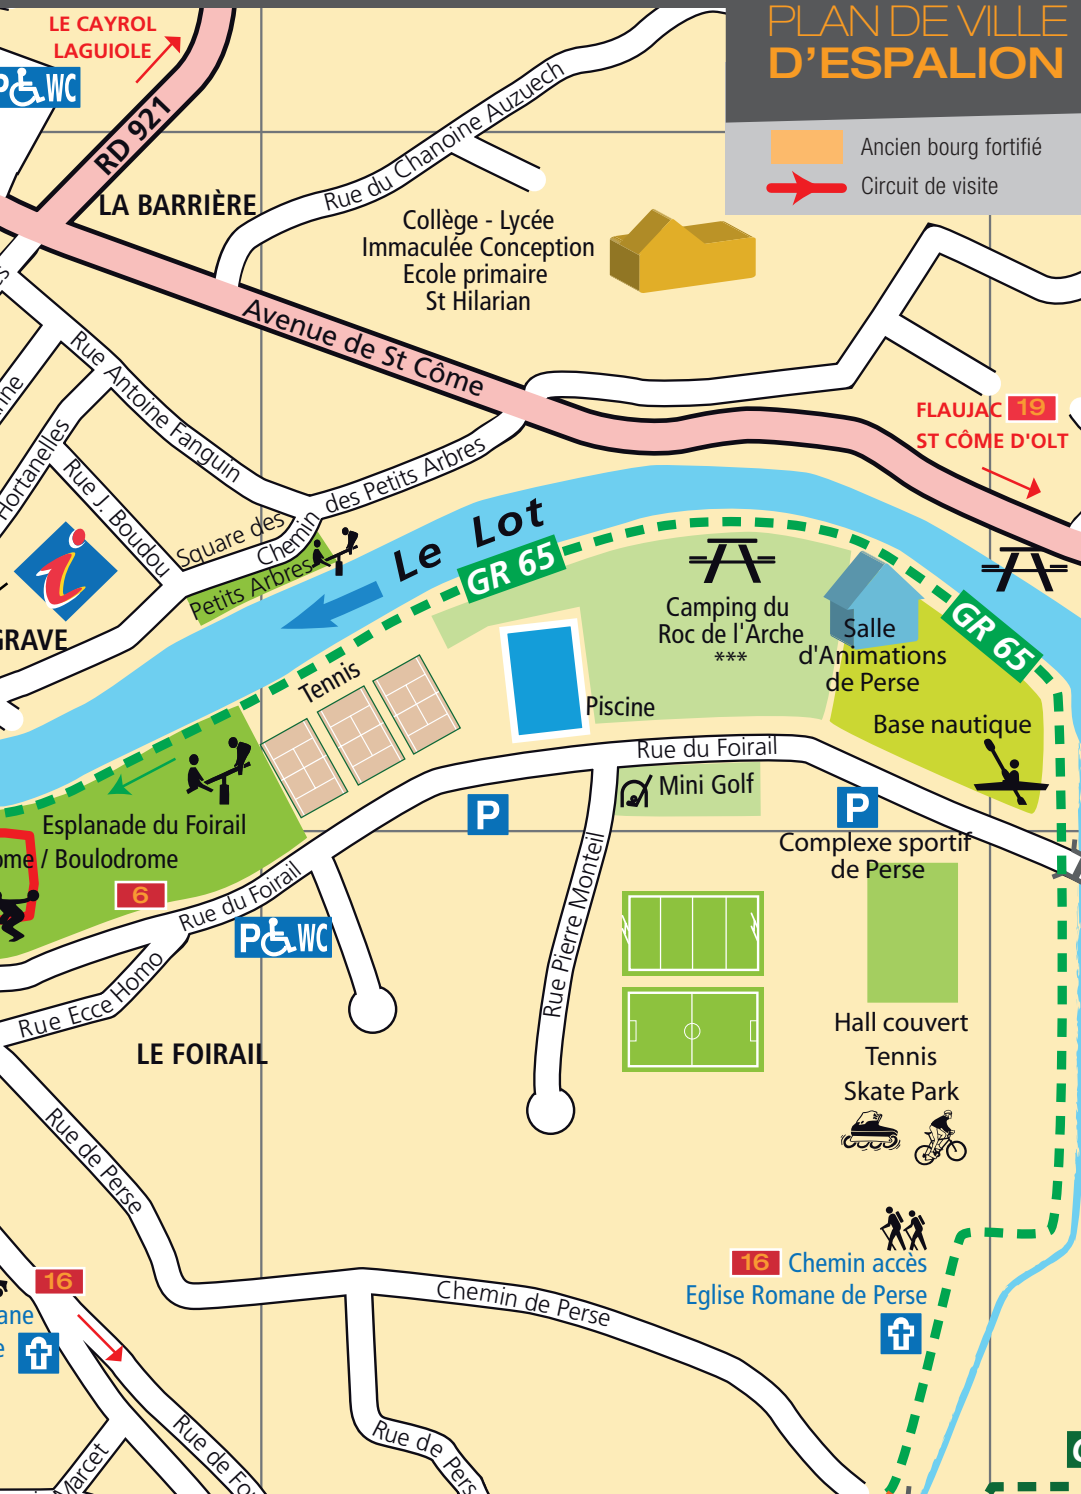 PLAN DE VILLE
D'ESPALION
Ancien bourg fortifié
Circuit de visite
LE CAYROL
LAGUIOLE
P WC
RD 921
LA BARRIÈRE
Rue du Chanoine Auzuech
Collège - Lycée
Immaculée Conception
Ecole primaire
St Hilarian
Avenue de St Côme
FLAUJAC 19
ST CÔME D'OLT
Rue Antoine Fanguin
Hortanelles
Rue J. Boudou
Chemin des Petits Arbres
Square des
Petits Arbres
Le Lot
GR 65
i
GRAVE
Camping du
Roc de l'Arche
***
Salle
d'Animations
de Perse
GR 65
Tennis
Piscine
Base nautique
Rue du Foirail
Mini Golf
P
P
Esplanade du Foirail
/ Boulodrome
6
Complexe sportif
de Perse
Rue du Foirail
P WC
Rue Pierre Monteil
Rue Ecce Homo
LE FOIRAIL
Hall couvert
Tennis
Skate Park
Rue de Perse
16 Chemin accès
Eglise Romane de Perse
16
Chemin de Perse
Rue de
Rue de
Marcet